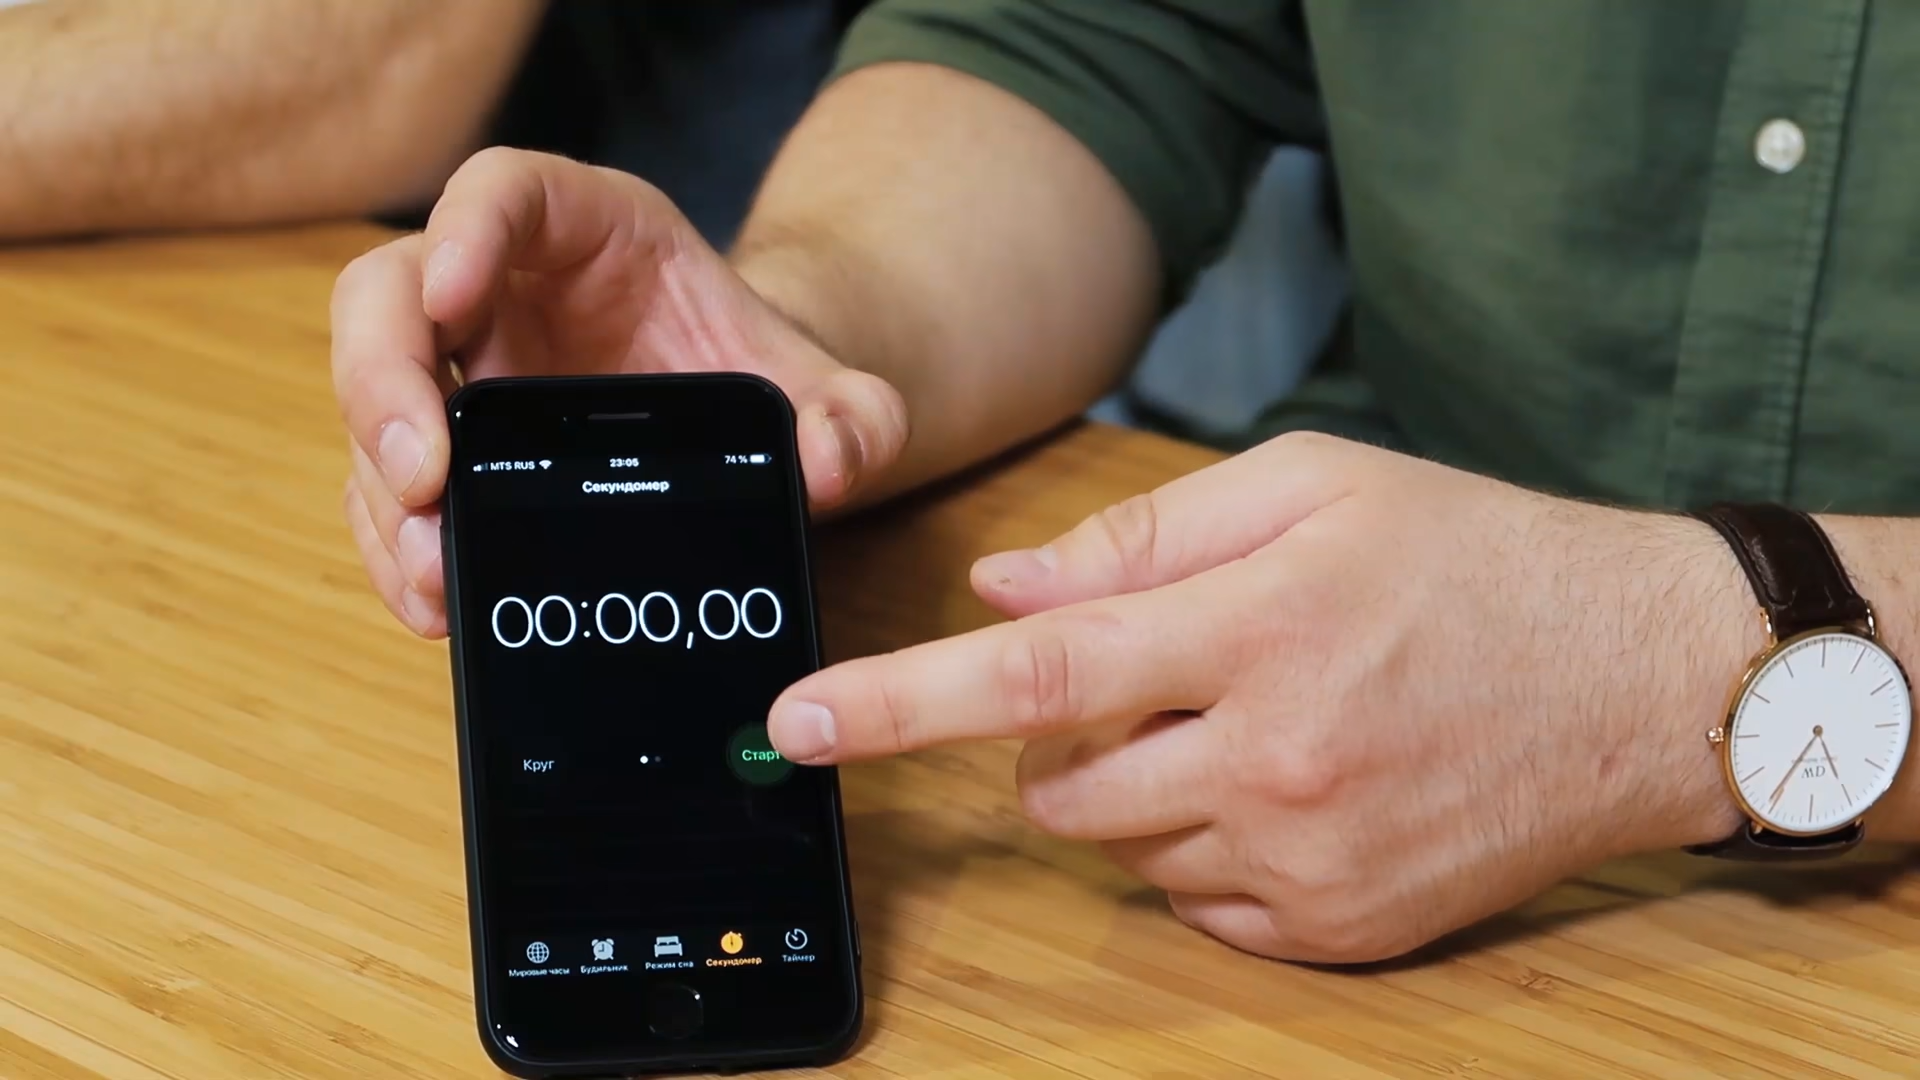 MTS RUS 23:05 74 %
Секундомер
00:00,00
Круг Старт
Мировые часы Будильник Режим сна Секундомер Таймер
DW